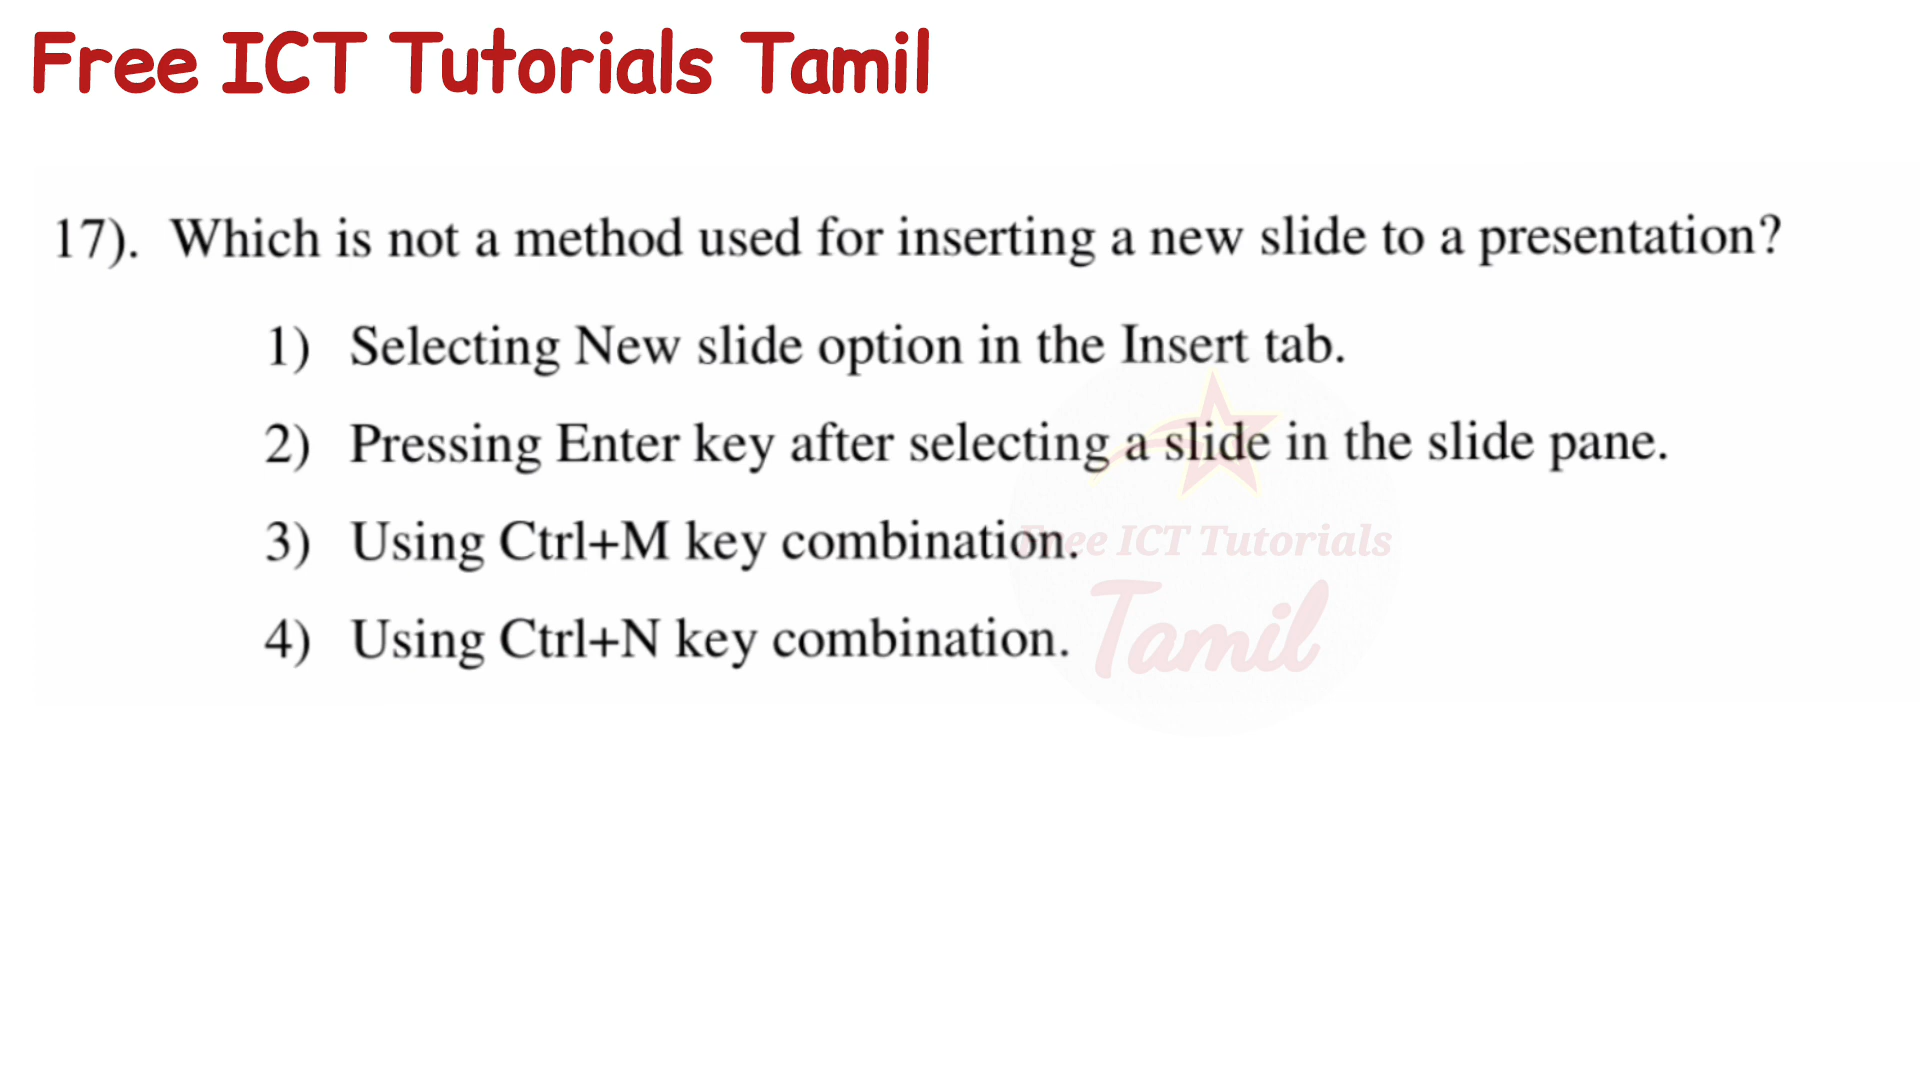 Free ICT Tutorials Tamil
17). Which is not a method used for inserting a new slide to a presentation?
1) Selecting New slide option in the Insert tab.
2) Pressing Enter key after selecting a slide in the slide pane.
3) Using Ctrl+M key combination.
Free ICT Tutorials
4) Using Ctrl+N key combination.
Tamil